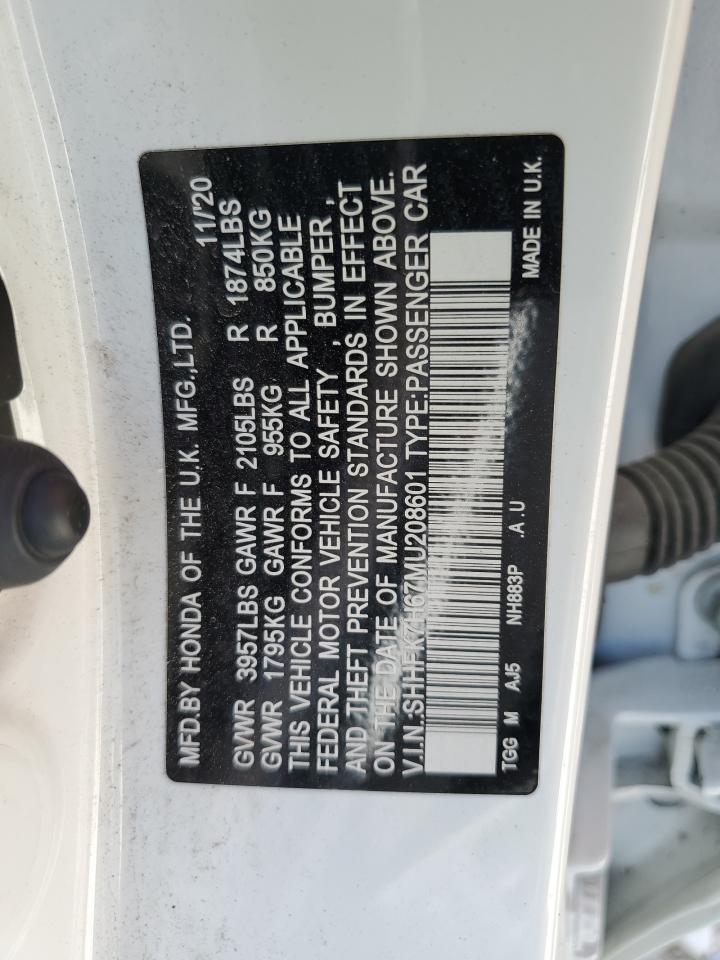 MFD.BY HONDA OF THE U.K. MFG.,LTD. 11/'20
GVWR 3957LBS GAWR F 2105LBS R 1874LBS
GVWR 1795KG GAWR F 955KG R 850KG
THIS VEHICLE CONFORMS TO ALL APPLICABLE
FEDERAL MOTOR VEHICLE SAFETY , BUMPER ,
AND THEFT PREVENTION STANDARDS IN EFFECT
ON THE DATE OF MANUFACTURE SHOWN ABOVE.
V.I.N.:SHHFK7H67MU208601 TYPE:PASSENGER CAR
TGG M AJ5 NH883P .A .U MADE IN U.K.